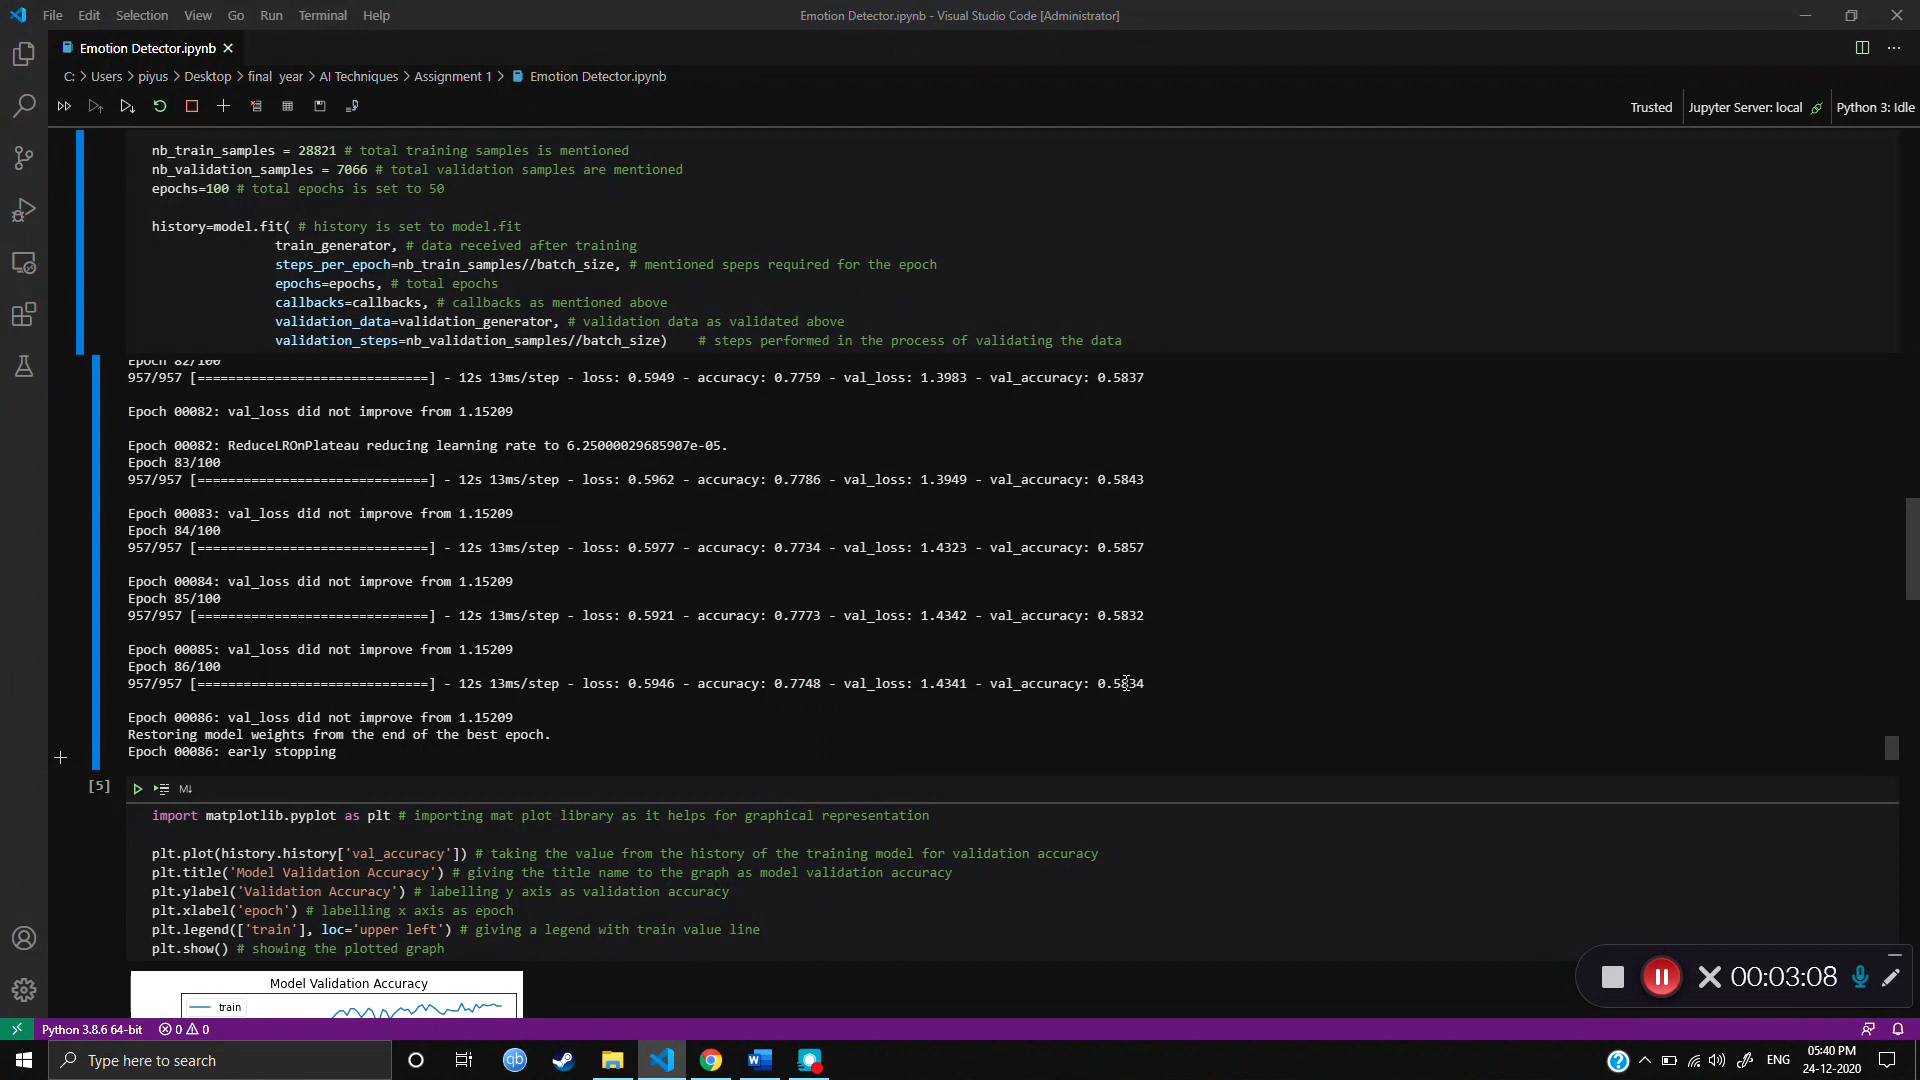 File Edit Selection View Go Run Terminal Help
Emotion Detector.ipynb - Visual Studio Code [Administrator]
Emotion Detector.ipynb
C: > Users > piyus > Desktop > final year > AI Techniques > Assignment 1 > Emotion Detector.ipynb
Trusted Jupyter Server: local Python 3: Idle
nb_train_samples = 28821 # total training samples is mentioned
nb_validation_samples = 7066 # total validation samples are mentioned
epochs=100 # total epochs is set to 50
history=model.fit( # history is set to model.fit
train_generator, # data received after training
steps_per_epoch=nb_train_samples//batch_size, # mentioned speps required for the epoch
epochs=epochs, # total epochs
callbacks=callbacks, # callbacks as mentioned above
validation_data=validation_generator, # validation data as validated above
validation_steps=nb_validation_samples//batch_size) # steps performed in the process of validating the data
Epoch 82/100
957/957 [==============================] - 12s 13ms/step - loss: 0.5949 - accuracy: 0.7759 - val_loss: 1.3983 - val_accuracy: 0.5837
Epoch 00082: val_loss did not improve from 1.15209
Epoch 00082: ReduceLROnPlateau reducing learning rate to 6.25000029685907e-05.
Epoch 83/100
957/957 [==============================] - 12s 13ms/step - loss: 0.5962 - accuracy: 0.7786 - val_loss: 1.3949 - val_accuracy: 0.5843
Epoch 00083: val_loss did not improve from 1.15209
Epoch 84/100
957/957 [==============================] - 12s 13ms/step - loss: 0.5977 - accuracy: 0.7734 - val_loss: 1.4323 - val_accuracy: 0.5857
Epoch 00084: val_loss did not improve from 1.15209
Epoch 85/100
957/957 [==============================] - 12s 13ms/step - loss: 0.5921 - accuracy: 0.7773 - val_loss: 1.4342 - val_accuracy: 0.5832
Epoch 00085: val_loss did not improve from 1.15209
Epoch 86/100
957/957 [==============================] - 12s 13ms/step - loss: 0.5946 - accuracy: 0.7748 - val_loss: 1.4341 - val_accuracy: 0.5834
Epoch 00086: val_loss did not improve from 1.15209
Restoring model weights from the end of the best epoch.
Epoch 00086: early stopping
[5]
M↓
import matplotlib.pyplot as plt # importing mat plot library as it helps for graphical representation
plt.plot(history.history['val_accuracy']) # taking the value from the history of the training model for validation accuracy
plt.title('Model Validation Accuracy') # giving the title name to the graph as model validation accuracy
plt.ylabel('Validation Accuracy') # labelling y axis as validation accuracy
plt.xlabel('epoch') # labelling x axis as epoch
plt.legend(['train'], loc='upper left') # giving a legend with train value line
plt.show() # showing the plotted graph
Model Validation Accuracy
train
00:03:08
Python 3.8.6 64-bit 0 0
Type here to search
qb
ENG
05:40 PM
24-12-2020